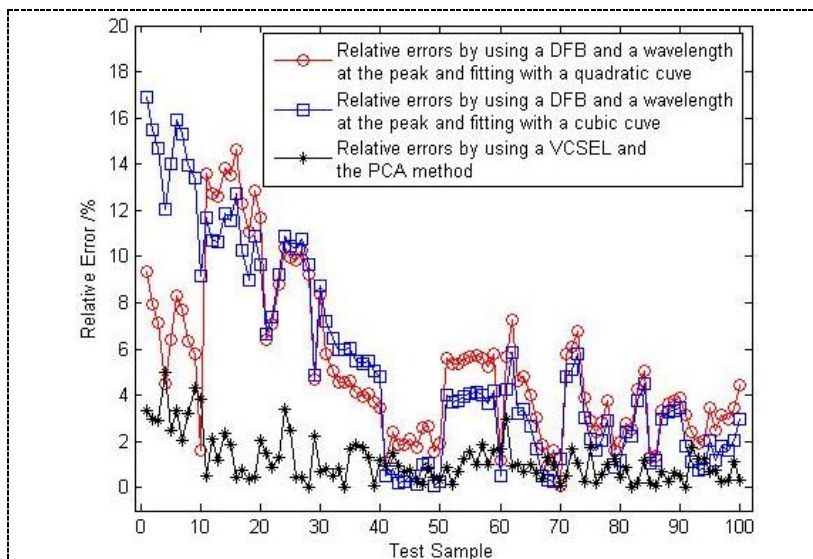 20
18
16
14
12
10
8
6
4
2
0
Relative Error /%
Relative errors by using a DFB and a wavelength
at the peak and fitting with a quadratic cuve
Relative errors by using a DFB and a wavelength
at the peak and fitting with a cubic cuve
Relative errors by using a VCSEL and
the PCA method
0 10 20 30 40 50 60 70 80 90 100
Test Sample